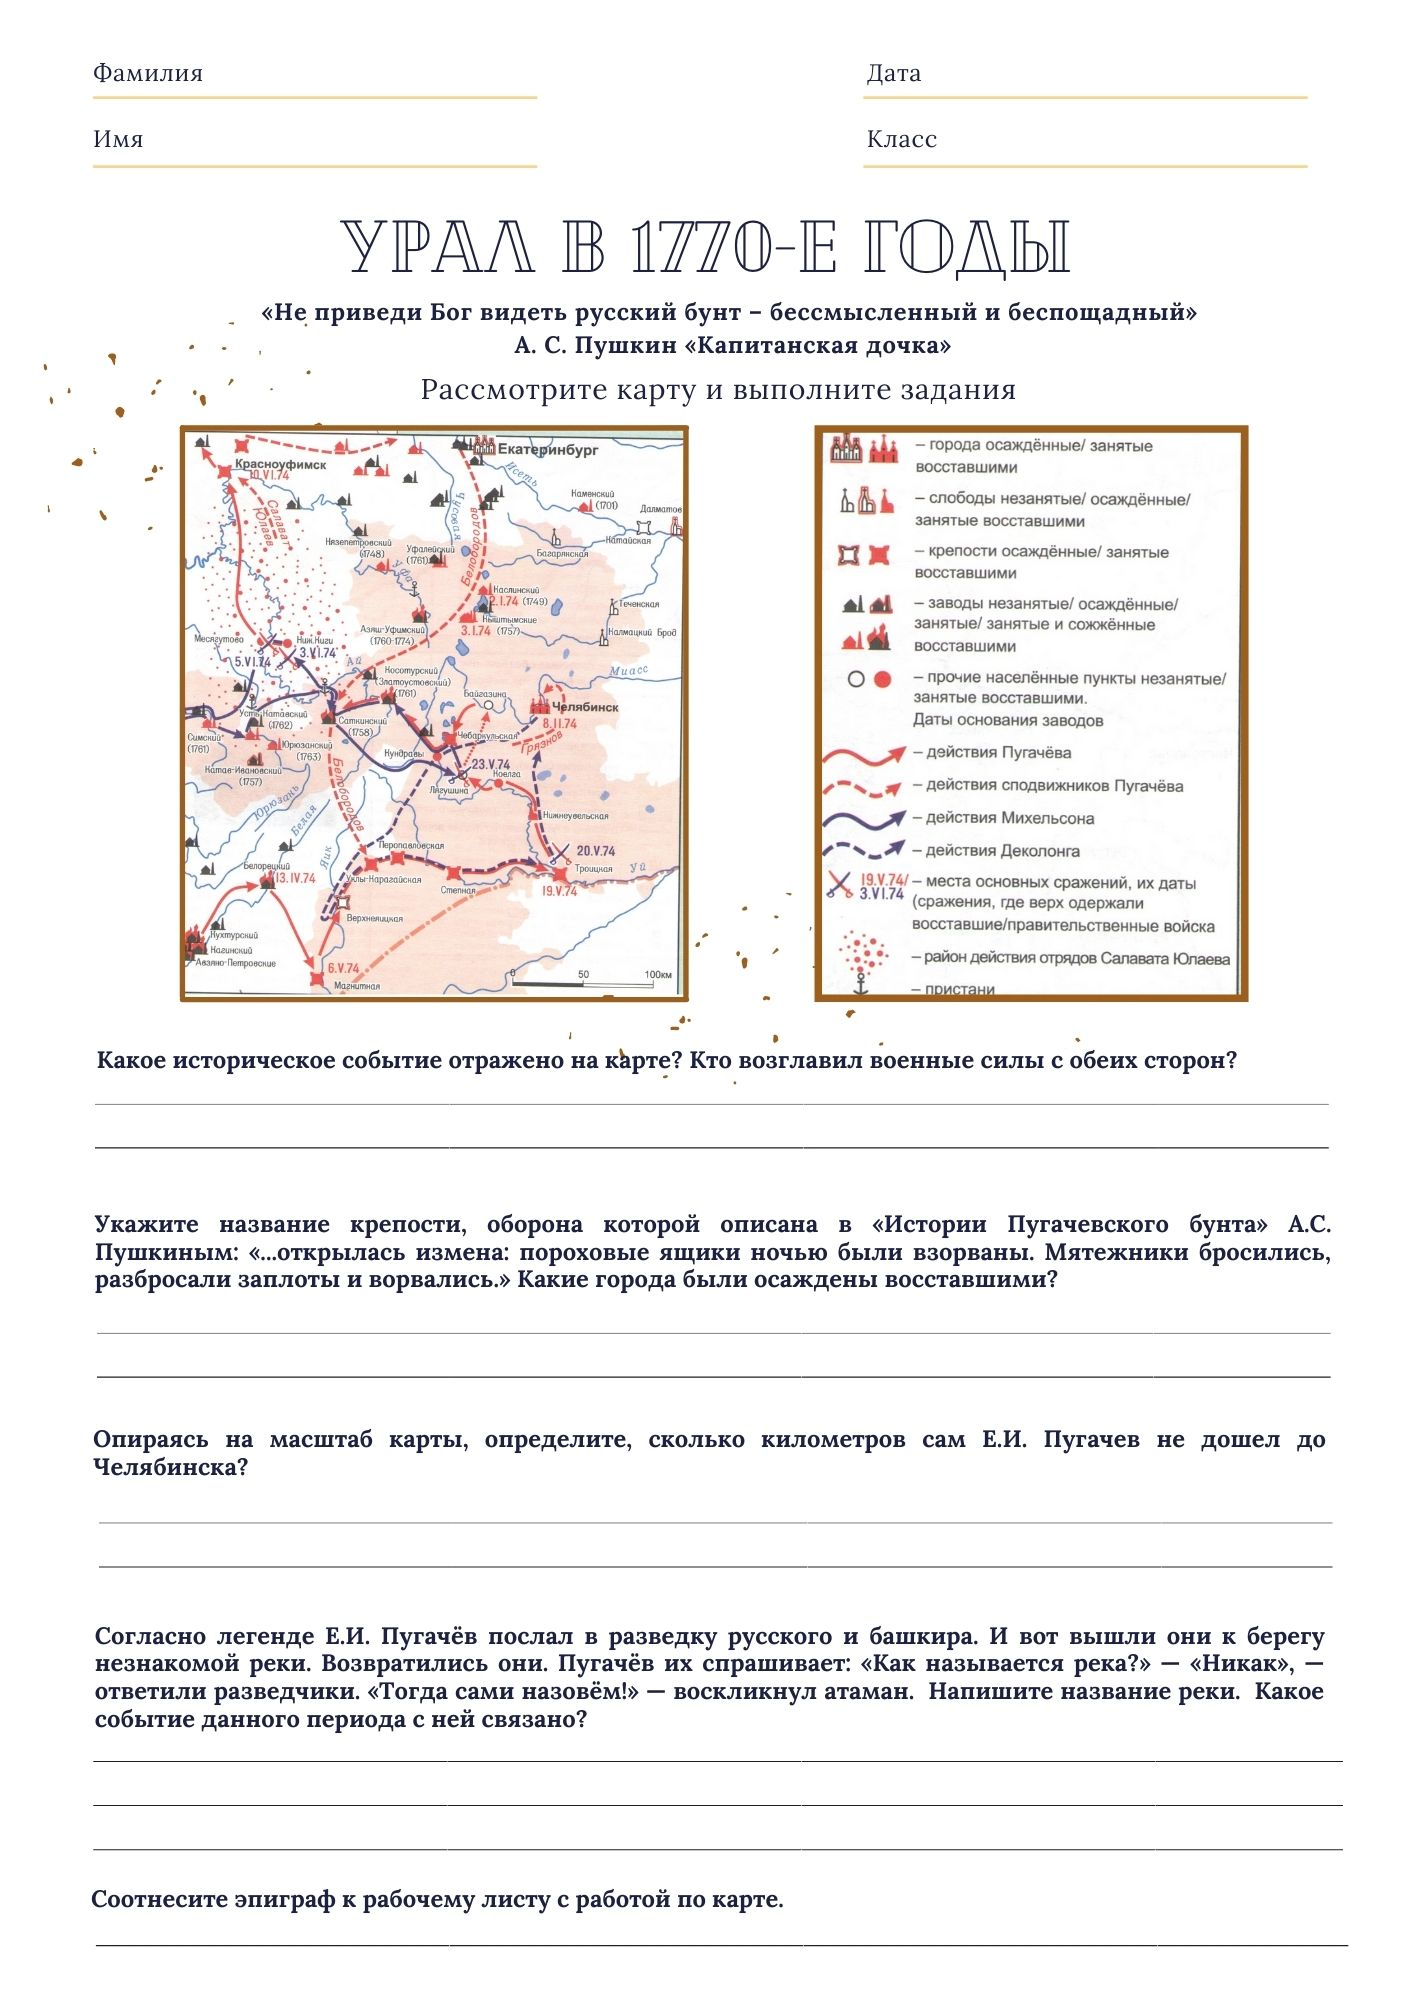 Фамилия
Дата
Имя
Класс
УРАЛ В 1770-Е ГОДЫ
«Не приведи Бог видеть русский бунт – бессмысленный и беспощадный»
А. С. Пушкин «Капитанская дочка»
Рассмотрите карту и выполните задания
Екатеринбург
Красноуфимск
10.VI.74
Исеть
Каменский
(1701)
Далматов
Салават
Юлаев
Чусовая
Белобородов
Нязепетровский
(1748)
Уфалейский
(1761)
Уфа
Багарякская
Катайская
Каслинский
2.I.74 (1749)
Теченская
Азяш-Уфимский
(1760-1774)
3.I.74
Кыштымские
(1757)
Калмацкий Брод
Месягутово
Ниж.Киги
5.VI.74
3.VI.74
Ай
Миасс
Косотурский
(Златоустовский)
(1761)
Байгазина
Челябинск
8.II.74
Усть-Катавский
(1762)
Саткинский
(1758)
Чебаркульская
Грязнов
Симский
(1761)
Юрюзанский
(1763)
Кундравы
23.V.74
Коелга
Катав-Ивановский
(1757)
Лягушина
Белобородов
Юрюзань
Белая
Нижнеувельская
Яик
Петропавловская
20.V.74
Троицкая
Уй
Белорецкий
13.IV.74
Уклы-Карагайская
Степная
19.V.74
Верхнеяицкая
Кухтурский
Кагинский
Авзяно-Петровские
6.V.74
Магнитная
0 50 100км
– города осаждённые/ занятые
восставшими
– слободы незанятые/ осаждённые/
занятые восставшими
– крепости осаждённые/ занятые
восставшими
– заводы незанятые/ осаждённые/
занятые/ занятые и сожжённые
восставшими
– прочие населённые пункты незанятые/
занятые восставшими.
Даты основания заводов
– действия Пугачёва
– действия сподвижников Пугачёва
– действия Михельсона
– действия Деколонга
19.V.74/ – места основных сражений, их даты
3.VI.74 (сражения, где верх одержали
восставшие/правительственные войска
– район действия отрядов Салавата Юлаева
– пристани
Какое историческое событие отражено на карте? Кто возглавил военные силы с обеих сторон?
Укажите название крепости, оборона которой описана в «Истории Пугачевского бунта» А.С.
Пушкиным: «...открылась измена: пороховые ящики ночью были взорваны. Мятежники бросились,
разбросали заплоты и ворвались.» Какие города были осаждены восставшими?
Опираясь на масштаб карты, определите, сколько километров сам Е.И. Пугачев не дошел до
Челябинска?
Согласно легенде Е.И. Пугачёв послал в разведку русского и башкира. И вот вышли они к берегу
незнакомой реки. Возвратились они. Пугачёв их спрашивает: «Как называется река?» — «Никак», —
ответили разведчики. «Тогда сами назовём!» — воскликнул атаман. Напишите название реки. Какое
событие данного периода с ней связано?
Соотнесите эпиграф к рабочему листу с работой по карте.